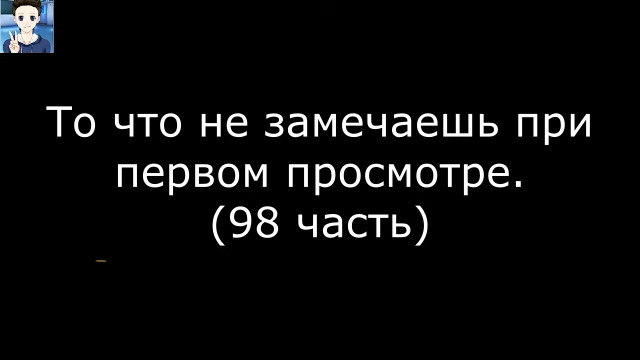 То что не замечаешь при
первом просмотре.
(98 часть)